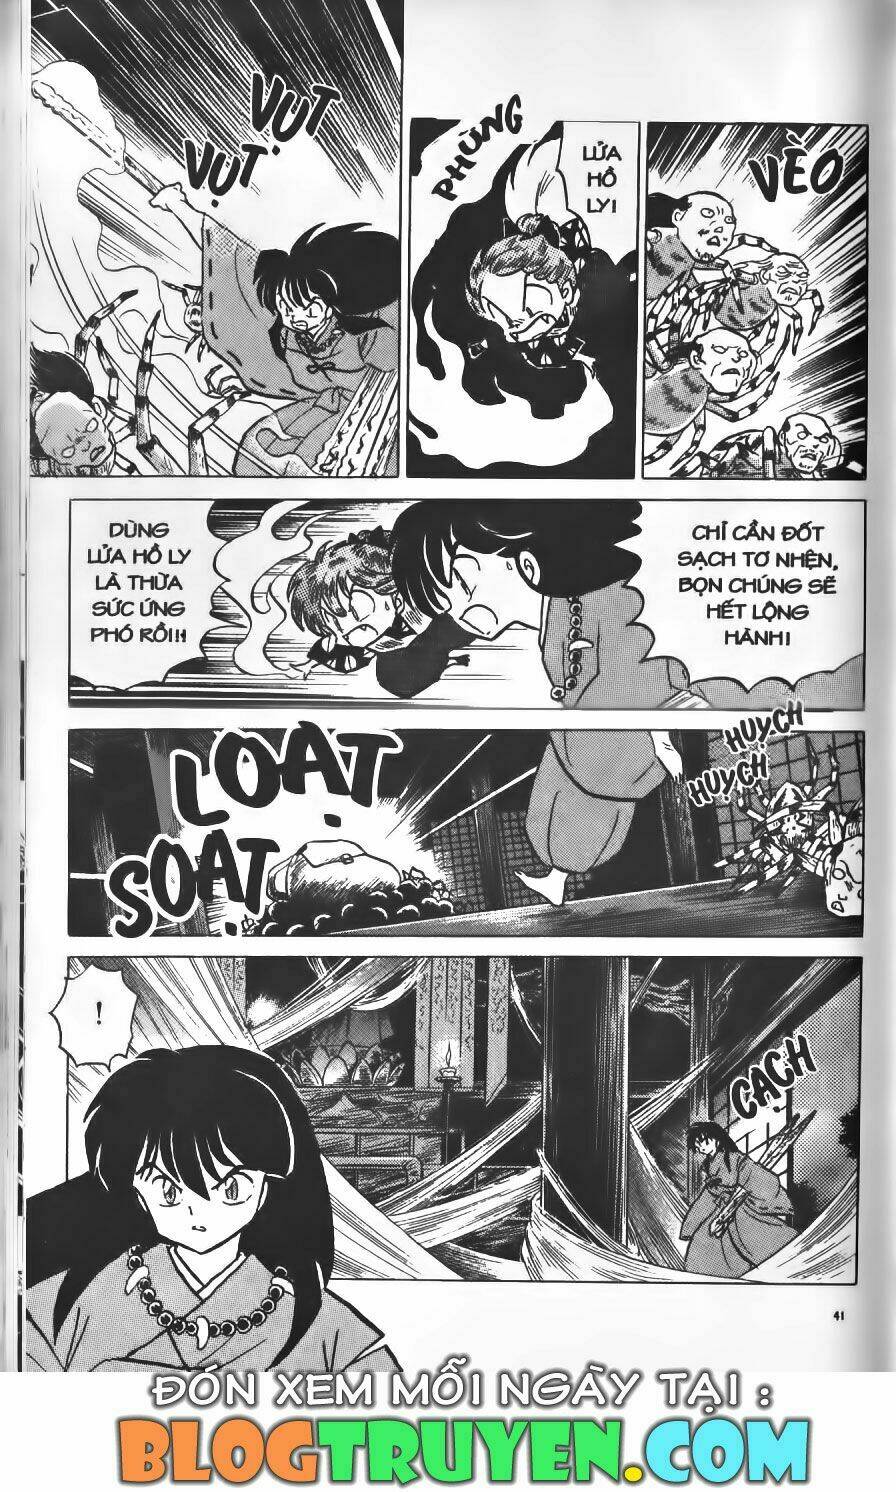 VÈO
LỬA
HỒ
LY!
PHỪNG
VỤT
VỤT
CHỈ CẦN ĐỐT
SẠCH TƠ NHỆN,
BỌN CHÚNG SẼ
HẾT LỘNG
HÀNH!
DÙNG
LỬA HỒ LY
LÀ THỪA
SỨC ỨNG
PHÓ RỒI!!
HUỴCH
HUỴCH
LOẠT
SOẠT
CẠCH
!
41
ĐÓN XEM MỖI NGÀY TẠI :
BLOGTRUYEN.COM